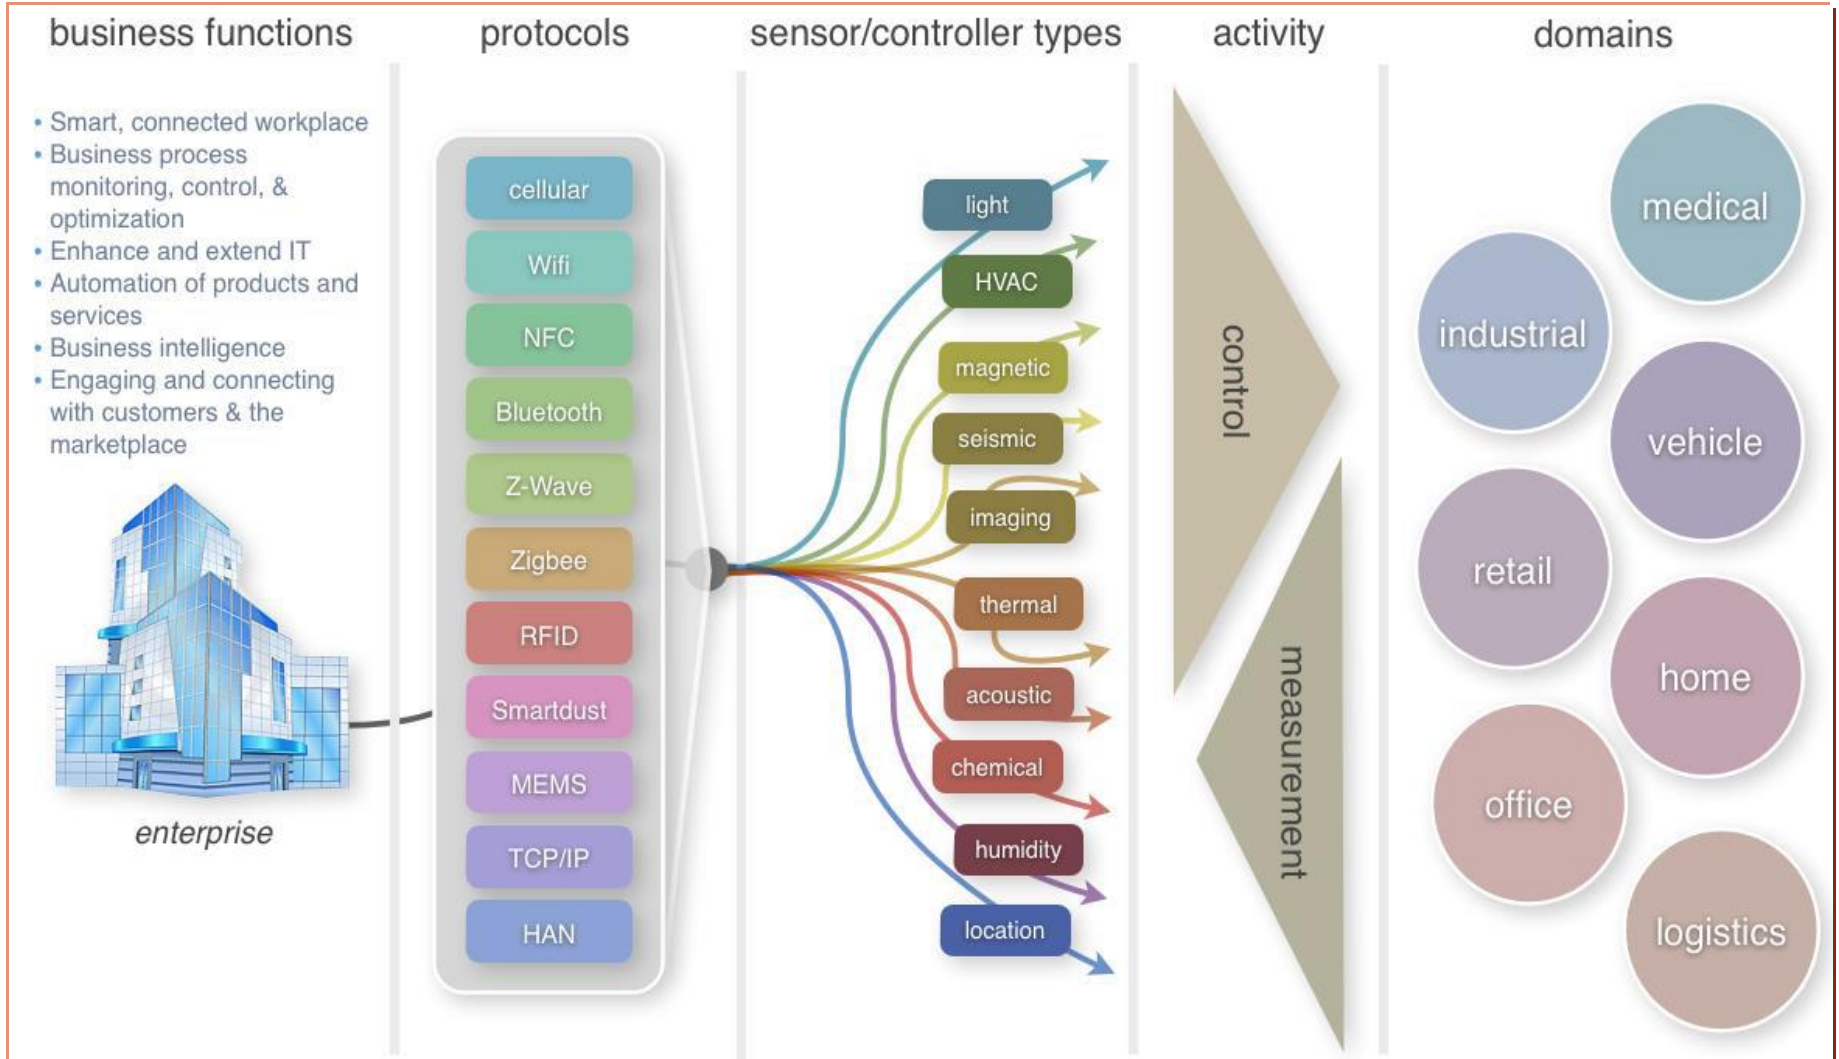 business functions
protocols
sensor/controller types
activity
domains
• Smart, connected workplace
• Business process
monitoring, control, &
optimization
• Enhance and extend IT
• Automation of products and
services
• Business intelligence
• Engaging and connecting
with customers & the
marketplace
enterprise
cellular
Wifi
NFC
Bluetooth
Z-Wave
Zigbee
RFID
Smartdust
MEMS
TCP/IP
HAN
light
HVAC
magnetic
seismic
imaging
thermal
acoustic
chemical
humidity
location
control
measurement
medical
industrial
vehicle
retail
home
office
logistics